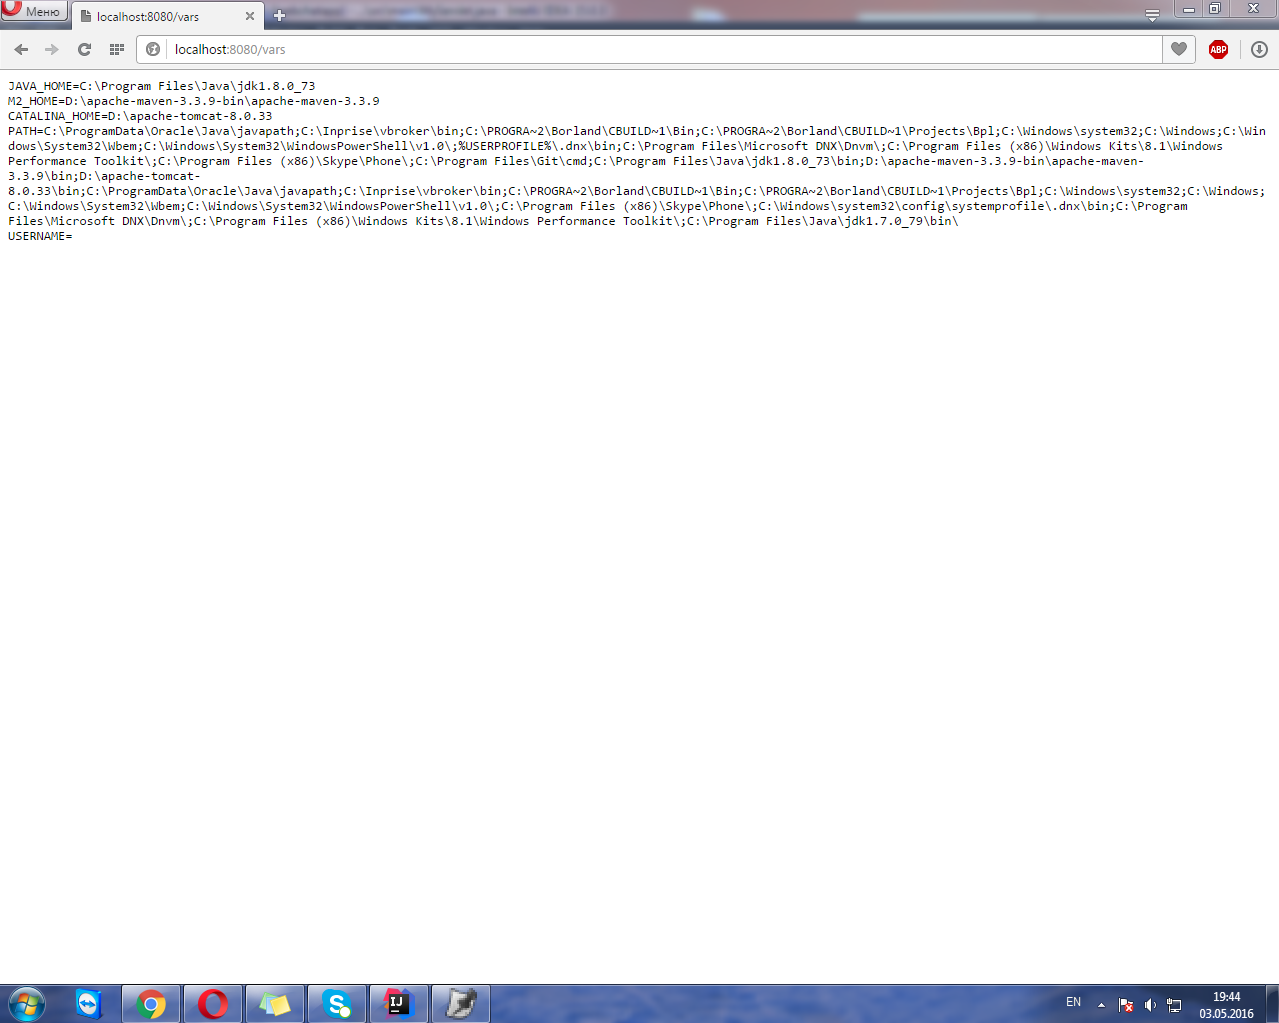 Меню
localhost:8080/vars
localhost:8080/vars
ABP
JAVA_HOME=C:\Program Files\Java\jdk1.8.0_73
M2_HOME=D:\apache-maven-3.3.9-bin\apache-maven-3.3.9
CATALINA_HOME=D:\apache-tomcat-8.0.33
PATH=C:\ProgramData\Oracle\Java\javapath;C:\Inprise\vbroker\bin;C:\PROGRA~2\Borland\CBUILD~1\Bin;C:\PROGRA~2\Borland\CBUILD~1\Projects\Bpl;C:\Windows\system32;C:\Windows;C:\Win
dows\System32\Wbem;C:\Windows\System32\WindowsPowerShell\v1.0\;%USERPROFILE%\.dnx\bin;C:\Program Files\Microsoft DNX\Dnvm\;C:\Program Files (x86)\Windows Kits\8.1\Windows
Performance Toolkit\;C:\Program Files (x86)\Skype\Phone\;C:\Program Files\Git\cmd;C:\Program Files\Java\jdk1.8.0_73\bin;D:\apache-maven-3.3.9-bin\apache-maven-
3.3.9\bin;D:\apache-tomcat-
8.0.33\bin;C:\ProgramData\Oracle\Java\javapath;C:\Inprise\vbroker\bin;C:\PROGRA~2\Borland\CBUILD~1\Bin;C:\PROGRA~2\Borland\CBUILD~1\Projects\Bpl;C:\Windows\system32;C:\Windows;
C:\Windows\System32\Wbem;C:\Windows\System32\WindowsPowerShell\v1.0\;C:\Program Files (x86)\Skype\Phone\;C:\Windows\system32\config\systemprofile\.dnx\bin;C:\Program
Files\Microsoft DNX\Dnvm\;C:\Program Files (x86)\Windows Kits\8.1\Windows Performance Toolkit\;C:\Program Files\Java\jdk1.7.0_79\bin\
USERNAME=
IJ
EN
19:44
03.05.2016